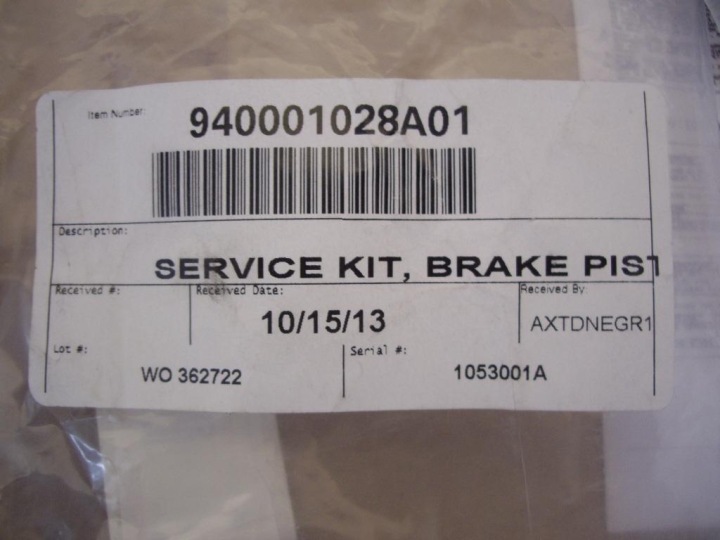 Item Number:
940001028A01
Description:
SERVICE KIT, BRAKE PIST
Received #:
Received Date:
10/15/13
Received By:
AXTDNEGR1
Lot #:
WO 362722
Serial #:
1053001A